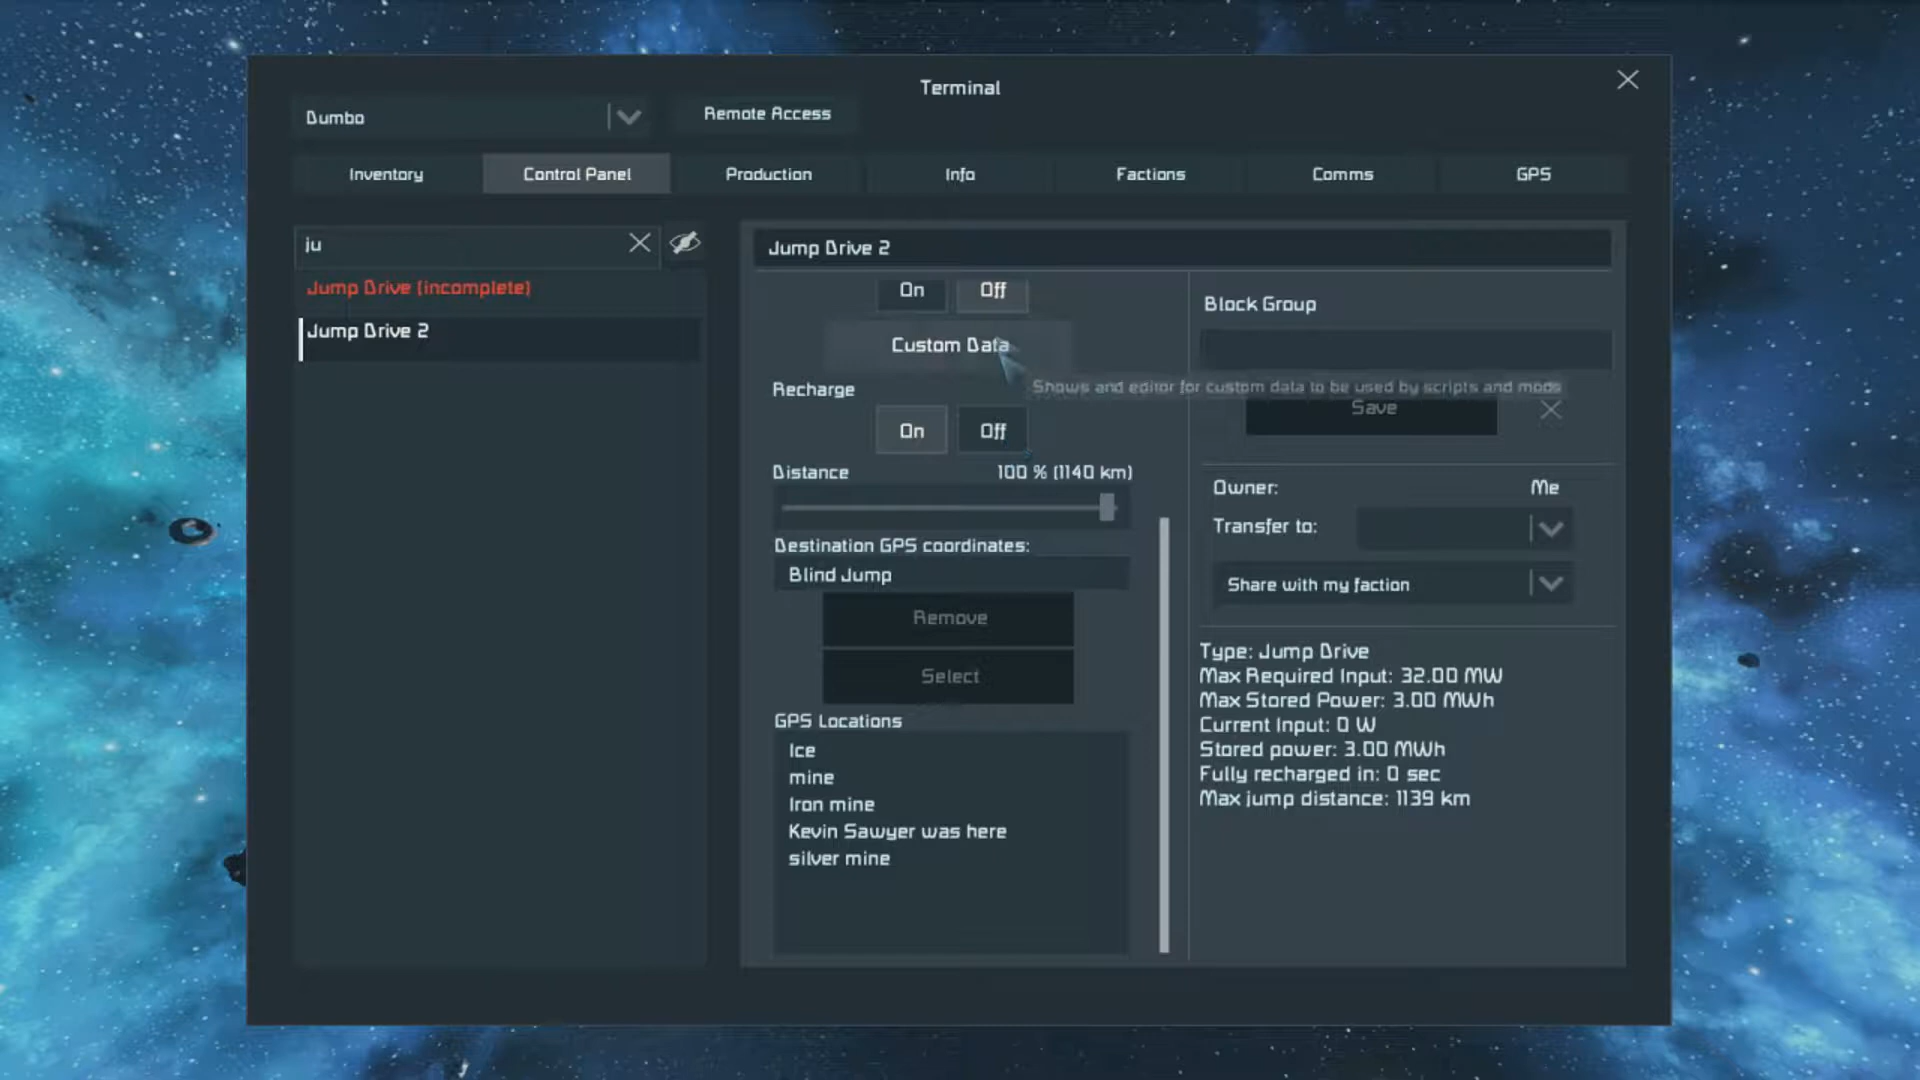 Terminal
Dumbo
Remote Access
Inventory
Control Panel
Production
Info
Factions
Comms
GPS
ju
Jump Drive (incomplete)
Jump Drive 2
Jump Drive 2
On
Off
Custom Data
Shows and editor for custom data to be used by scripts and mods
Recharge
On
Off
Distance
100 % (1140 km)
Destination GPS coordinates:
Blind Jump
Remove
Select
GPS Locations
Ice
mine
Iron mine
Kevin Sawyer was here
silver mine
Block Group
Save
Owner:
Me
Transfer to:
Share with my faction
Type: Jump Drive
Max Required Input: 32.00 MW
Max Stored Power: 3.00 MWh
Current Input: 0 W
Stored power: 3.00 MWh
Fully recharged in: 0 sec
Max jump distance: 1139 km